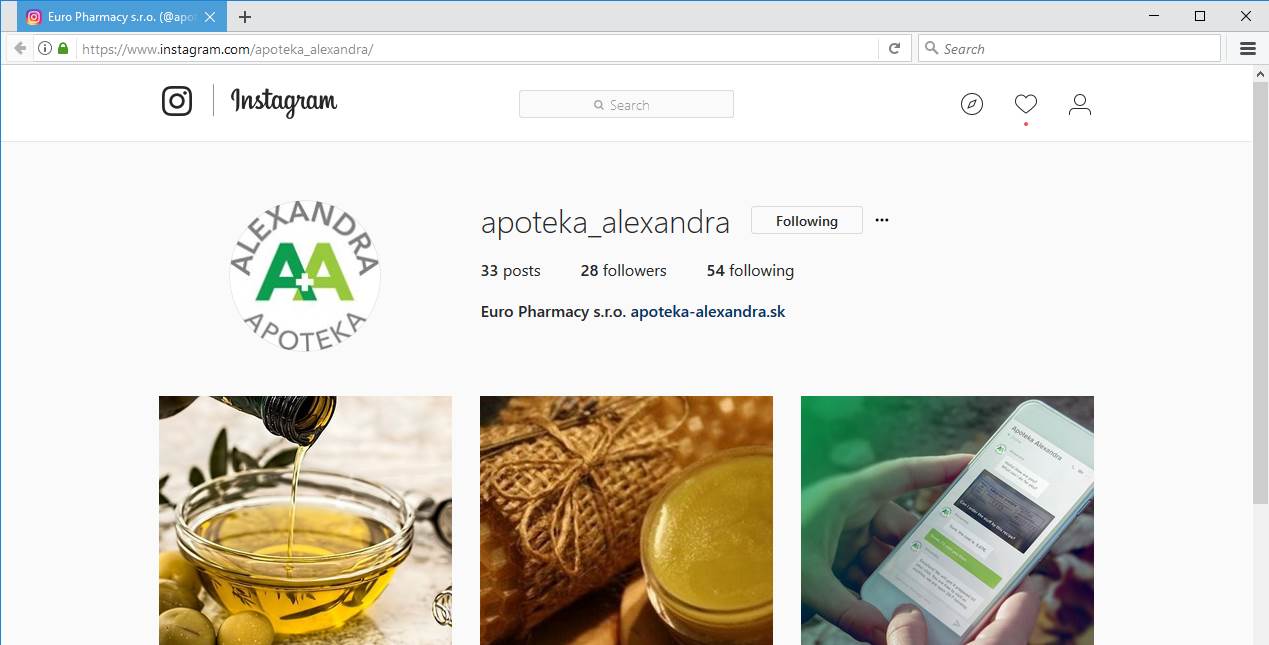 Euro Pharmacy s.r.o. (@apo
https://www.instagram.com/apoteka_alexandra/
Search
Instagram
Search
ALEXANDRA
AA
APOTEKA
apoteka_alexandra
Following
33 posts
28 followers
54 following
Euro Pharmacy s.r.o. apoteka-alexandra.sk
Apoteka Alexandra